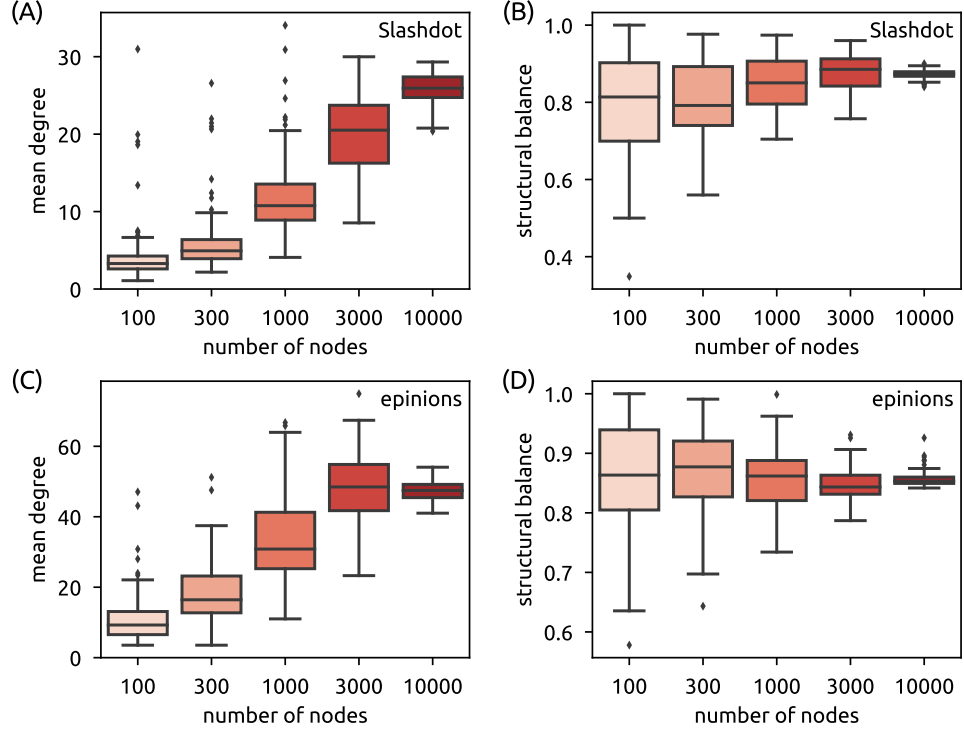 (A)
Slashdot
30
20
10
0
mean degree
100 300 1000 3000 10000
number of nodes
(B)
Slashdot
1.0
0.8
0.6
0.4
structural balance
100 300 1000 3000 10000
number of nodes
(C)
epinions
60
40
20
0
mean degree
100 300 1000 3000 10000
number of nodes
(D)
epinions
1.0
0.9
0.8
0.7
0.6
structural balance
100 300 1000 3000 10000
number of nodes